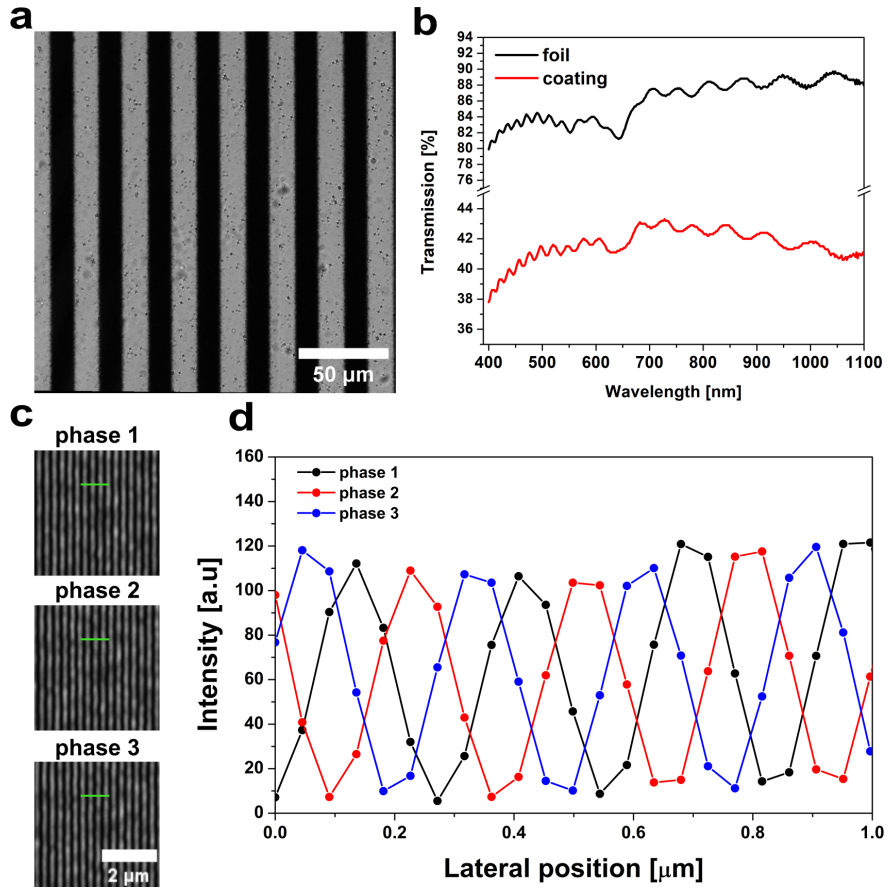 a
50 μm
b
Transmission [%]
94
92
90
88
86
84
82
80
78
76
43
42
40
38
36
400 500 600 700 800 900 1000 1100
Wavelength [nm]
foil
coating
c
phase 1
phase 2
phase 3
2 μm
d
Intensity [a.u]
160
140
120
100
80
60
40
20
0
0.0 0.2 0.4 0.6 0.8 1.0
Lateral position [μm]
phase 1
phase 2
phase 3